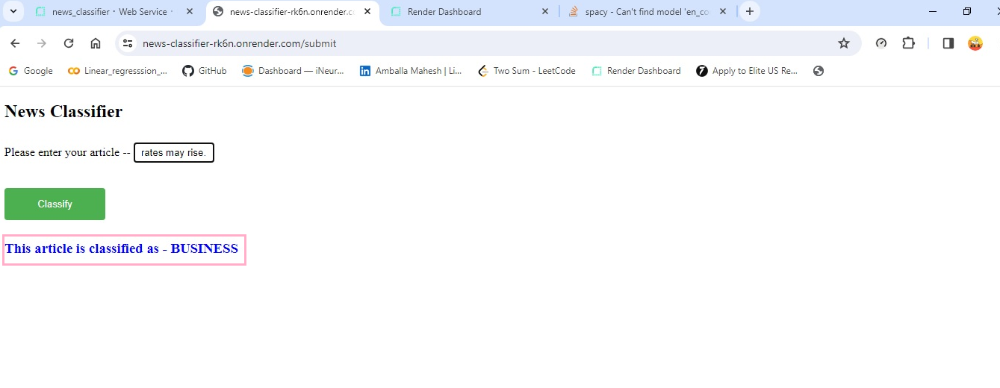 news_classifier · Web Service ·
news-classifier-rk6n.onrender.c
Render Dashboard
spacy - Can't find model 'en_co
news-classifier-rk6n.onrender.com/submit
Google
Linear_regresssion_...
GitHub
Dashboard — iNeur...
Amballa Mahesh | Li...
Two Sum - LeetCode
Render Dashboard
Apply to Elite US Re...
News Classifier
Please enter your article -- rates may rise.
Classify
This article is classified as - BUSINESS